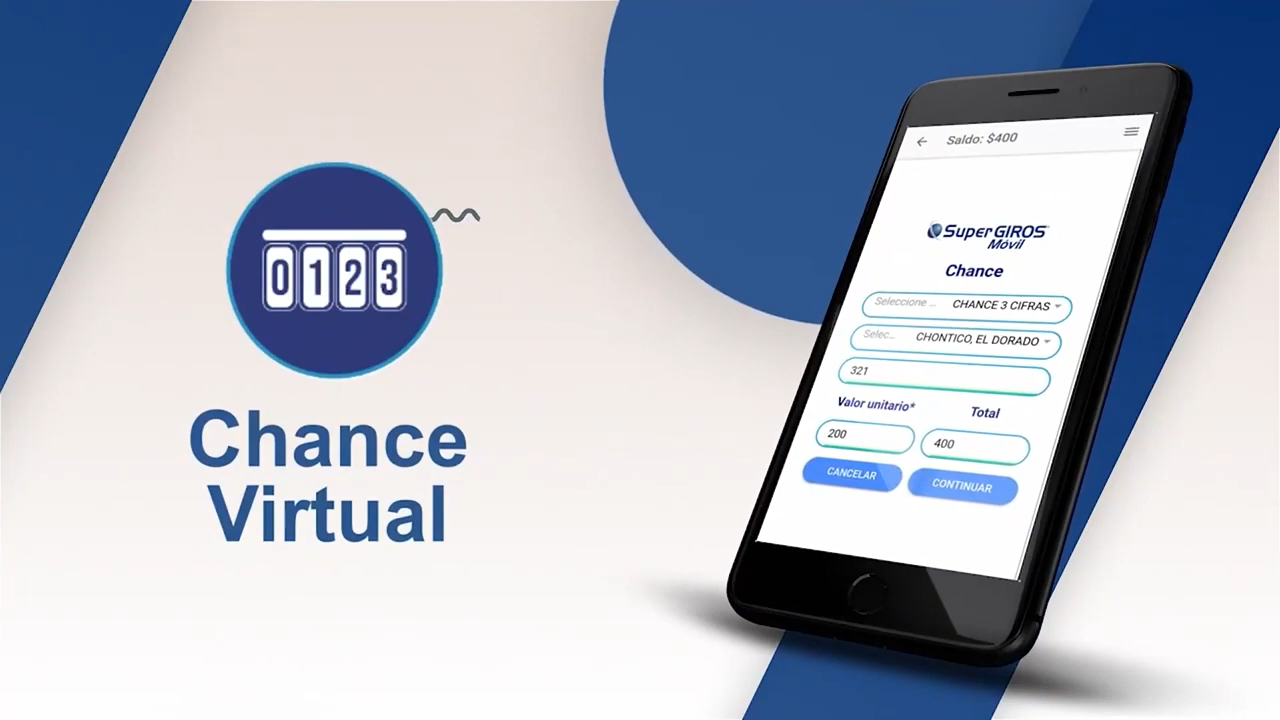 0123
Chance
Virtual
Saldo: $400
SuperGIROS
Móvil
Chance
Seleccione ... CHANCE 3 CIFRAS
Selec... CHONTICO, EL DORADO
321
Valor unitario* Total
200 400
CANCELAR CONTINUAR